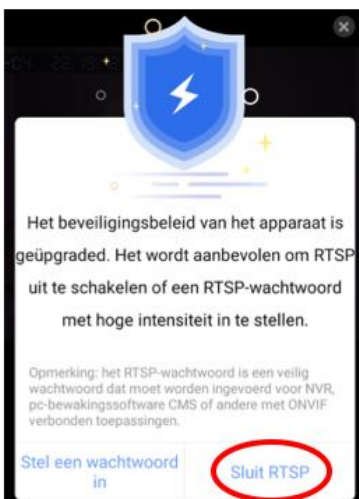 Het beveiligingsbeleid van het apparaat is
geüpgraded. Het wordt aanbevolen om RTSP
uit te schakelen of een RTSP-wachtwoord
met hoge intensiteit in te stellen.
Opmerking: het RTSP-wachtwoord is een veilig
wachtwoord dat moet worden ingevoerd voor NVR,
pc-bewakingssoftware CMS of andere met ONVIF
verbonden toepassingen.
Stel een wachtwoord
in
Sluit RTSP